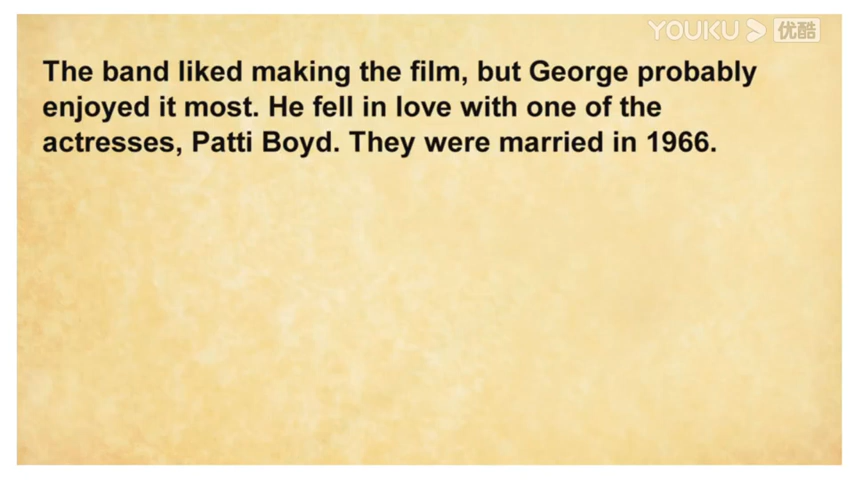 YOUKU 优酷
The band liked making the film, but George probably
enjoyed it most. He fell in love with one of the
actresses, Patti Boyd. They were married in 1966.